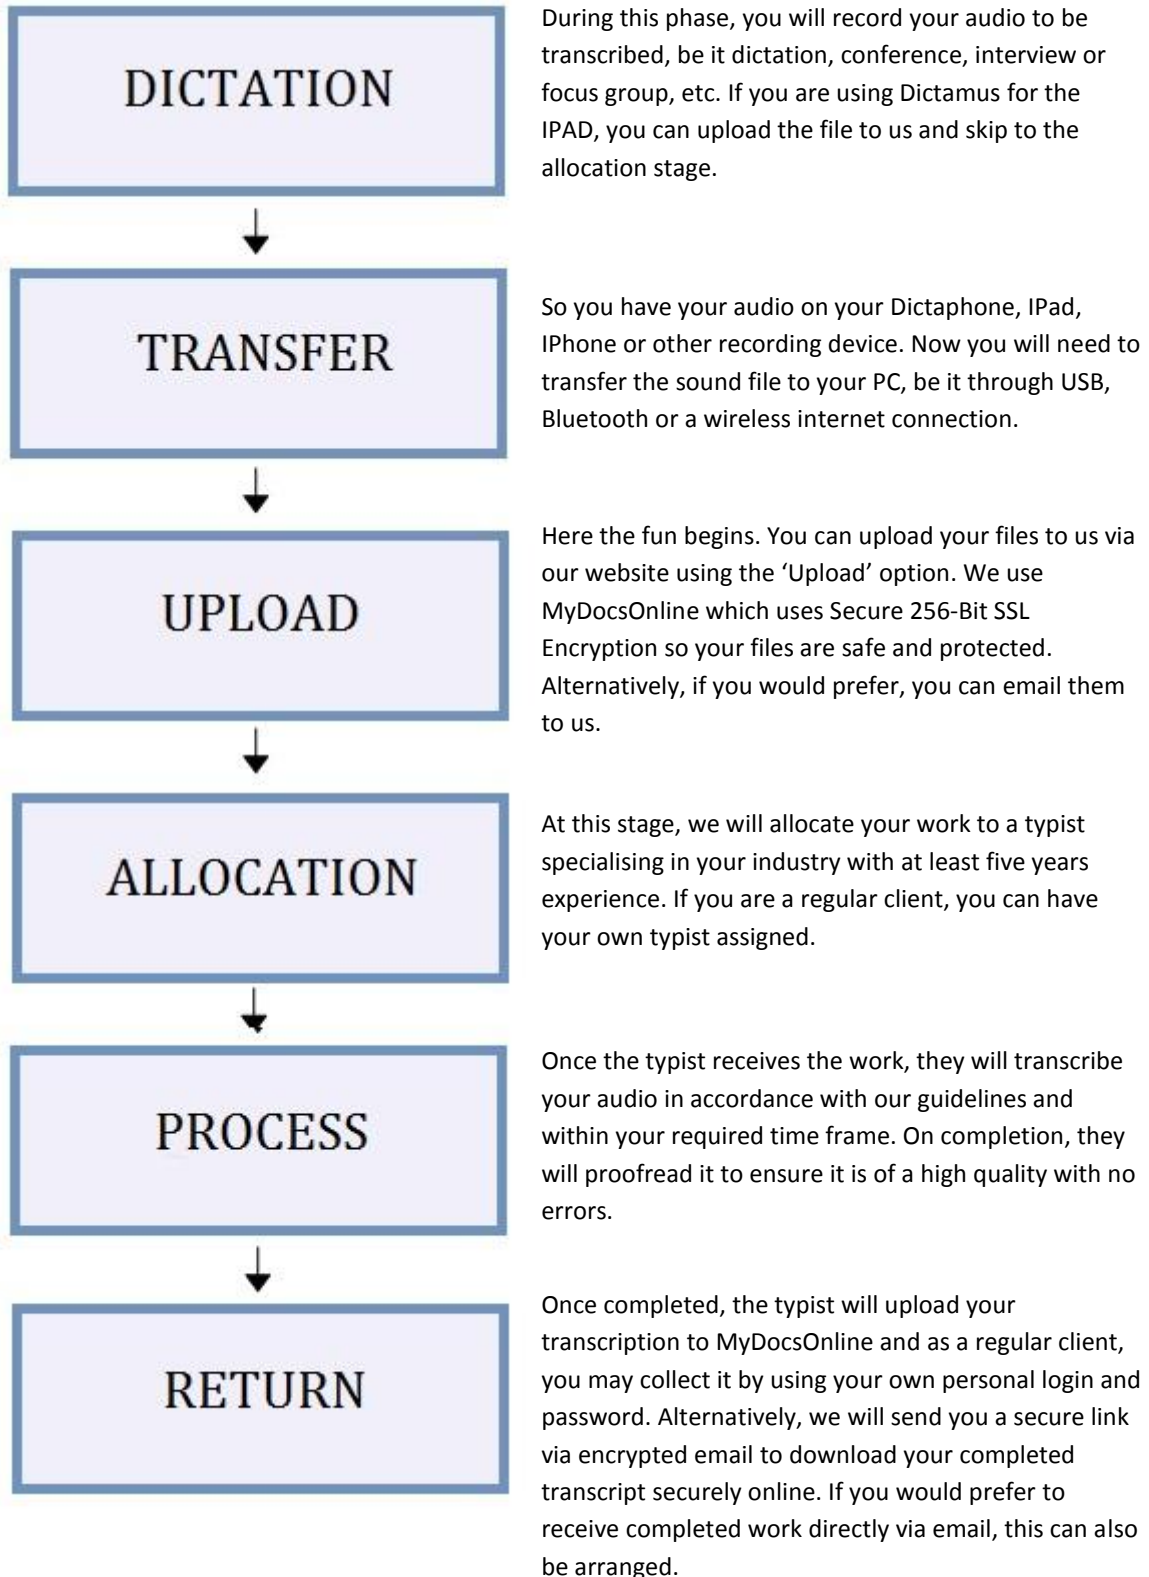 DICTATION
During this phase, you will record your audio to be
transcribed, be it dictation, conference, interview or
focus group, etc. If you are using Dictamus for the
IPAD, you can upload the file to us and skip to the
allocation stage.
TRANSFER
So you have your audio on your Dictaphone, IPad,
IPhone or other recording device. Now you will need to
transfer the sound file to your PC, be it through USB,
Bluetooth or a wireless internet connection.
UPLOAD
Here the fun begins. You can upload your files to us via
our website using the ‘Upload’ option. We use
MyDocsOnline which uses Secure 256-Bit SSL
Encryption so your files are safe and protected.
Alternatively, if you would prefer, you can email them
to us.
ALLOCATION
At this stage, we will allocate your work to a typist
specialising in your industry with at least five years
experience. If you are a regular client, you can have
your own typist assigned.
PROCESS
Once the typist receives the work, they will transcribe
your audio in accordance with our guidelines and
within your required time frame. On completion, they
will proofread it to ensure it is of a high quality with no
errors.
RETURN
Once completed, the typist will upload your
transcription to MyDocsOnline and as a regular client,
you may collect it by using your own personal login and
password. Alternatively, we will send you a secure link
via encrypted email to download your completed
transcript securely online. If you would prefer to
receive completed work directly via email, this can also
be arranged.